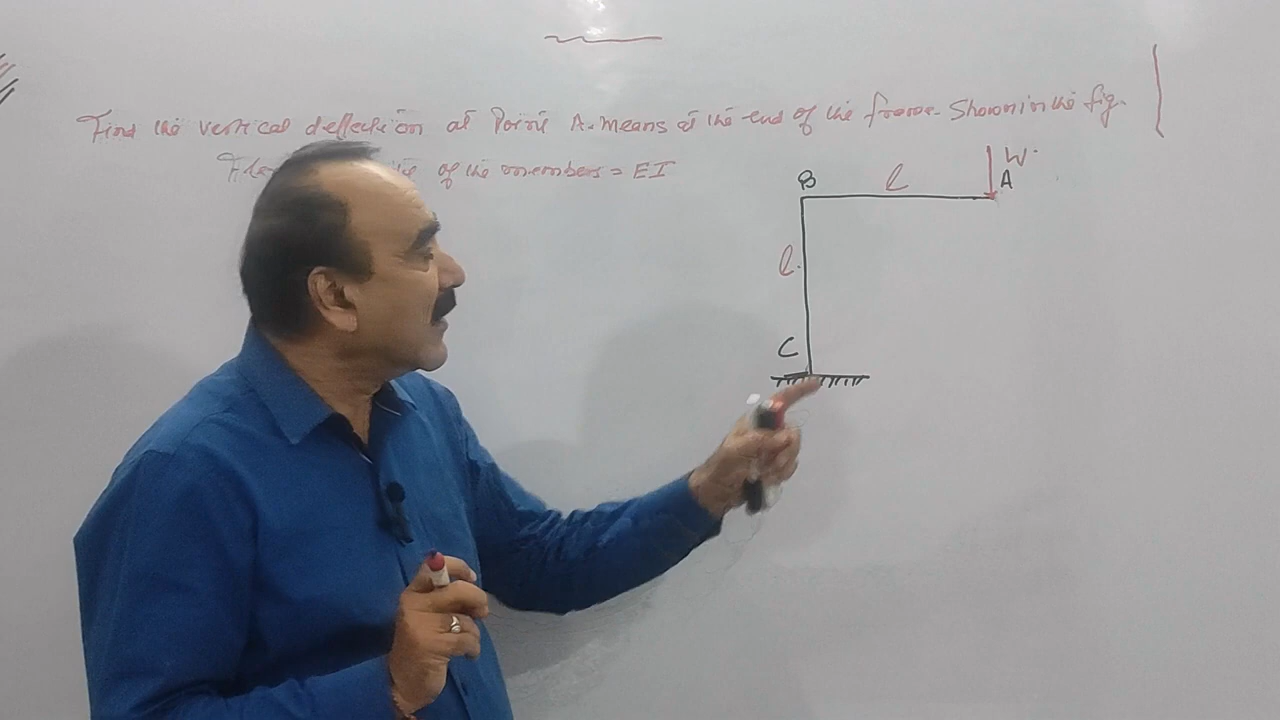 Find the vertical deflection at Point A. Means at the end of the frame shown in the fig.
of the members = EI
W.
B
l
A
l.
C